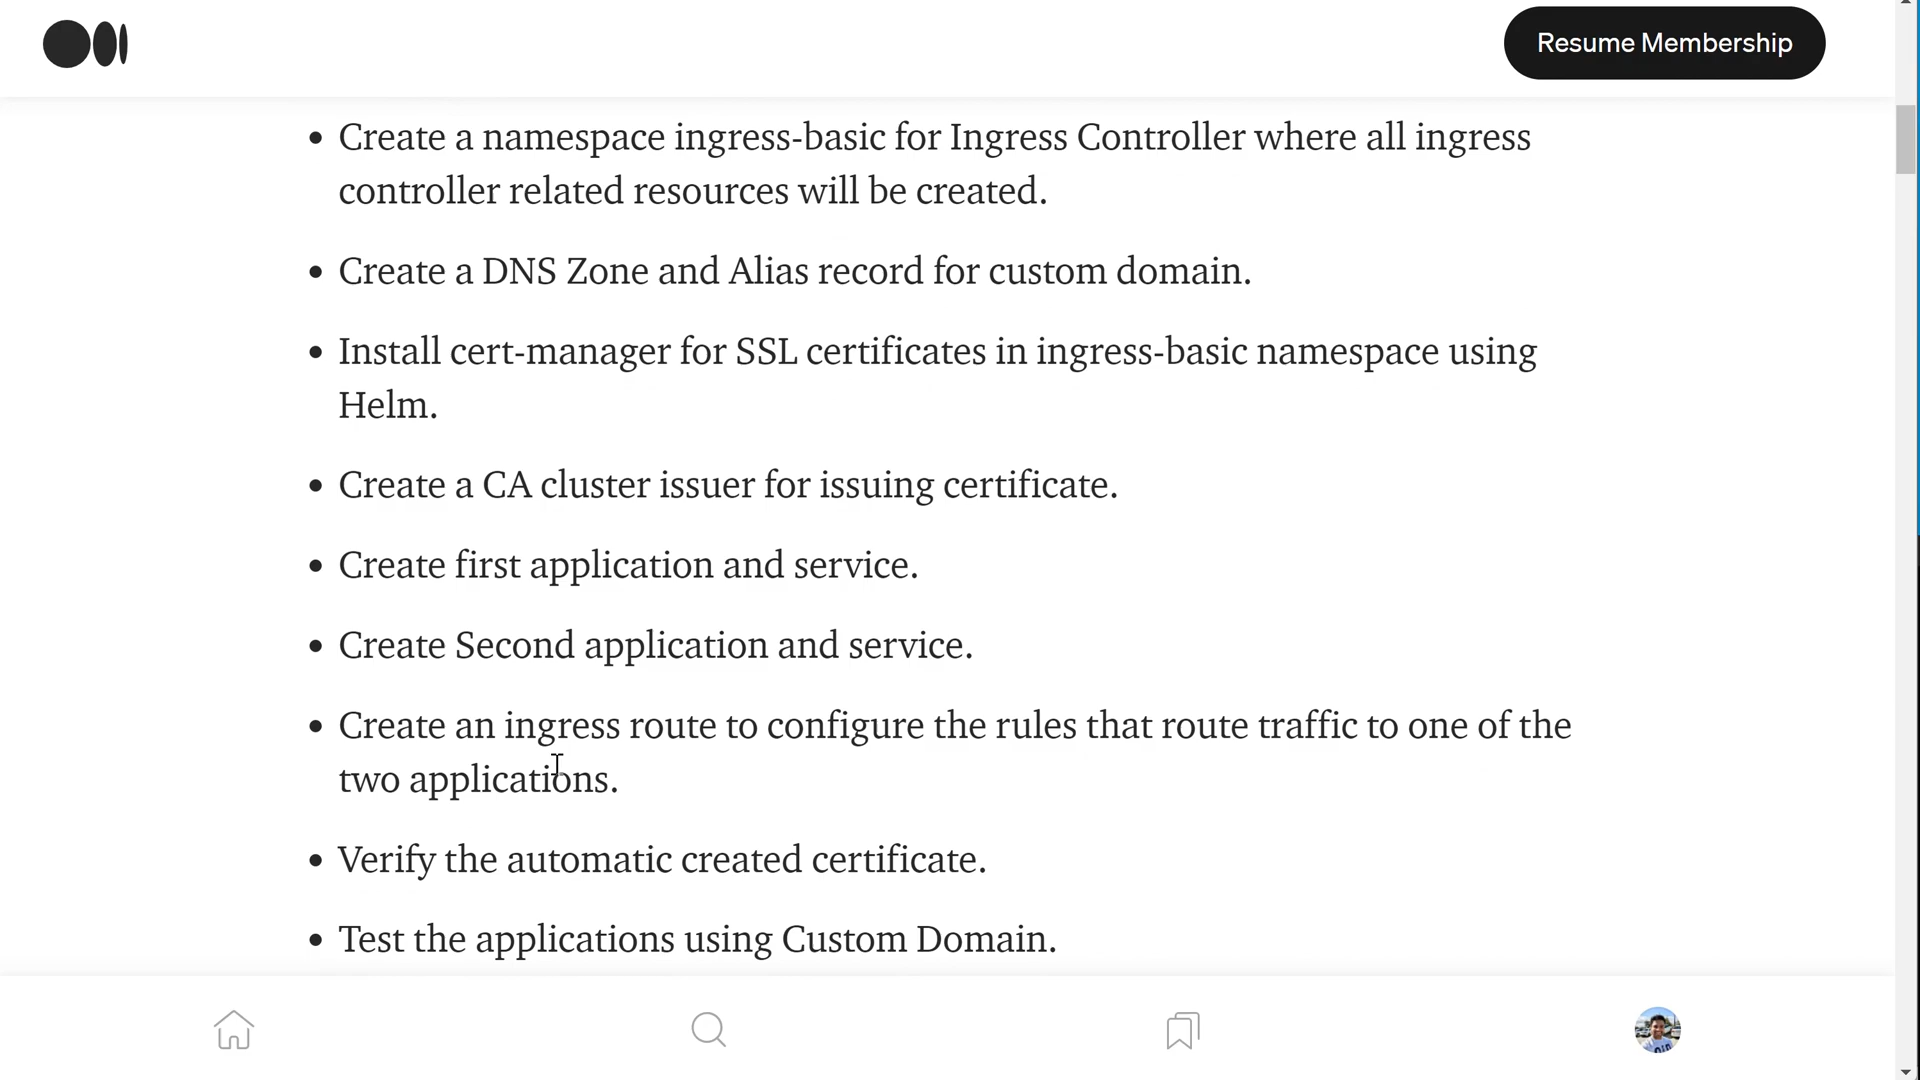 Resume Membership
• Create a namespace ingress-basic for Ingress Controller where all ingress
controller related resources will be created.
• Create a DNS Zone and Alias record for custom domain.
• Install cert-manager for SSL certificates in ingress-basic namespace using
Helm.
• Create a CA cluster issuer for issuing certificate.
• Create first application and service.
• Create Second application and service.
• Create an ingress route to configure the rules that route traffic to one of the
two applications.
• Verify the automatic created certificate.
• Test the applications using Custom Domain.